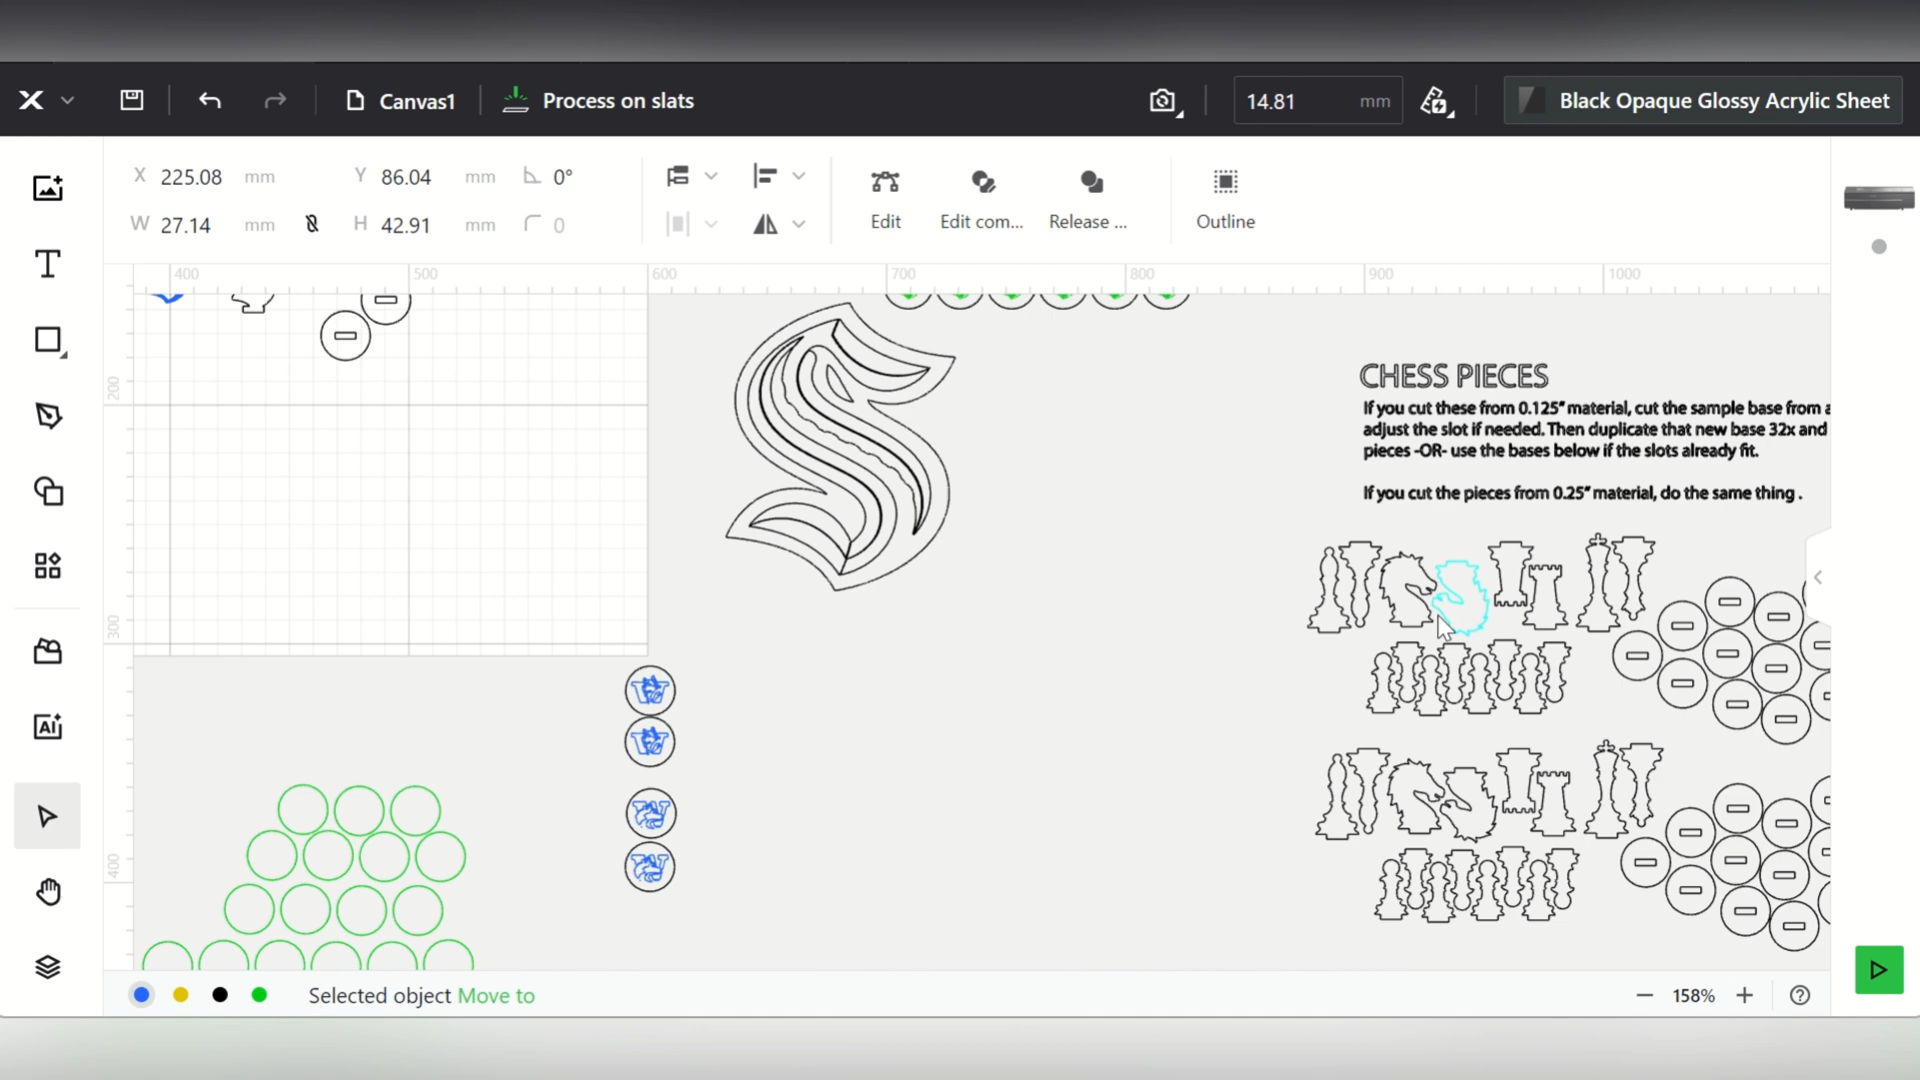 Canvas1
Process on slats
14.81 mm
Black Opaque Glossy Acrylic Sheet
X 225.08 mm Y 86.04 mm 0°
W 27.14 mm H 42.91 mm 0
Edit
Edit com...
Release ...
Outline
400 500 600 700 800 900 1000
200
300
400
CHESS PIECES
If you cut these from 0.125" material, cut the sample base from a
adjust the slot if needed. Then duplicate that new base 32x and
pieces -OR- use the bases below if the slots already fit.
If you cut the pieces from 0.25" material, do the same thing .
AI
W
W
W
W
Selected object Move to
158%